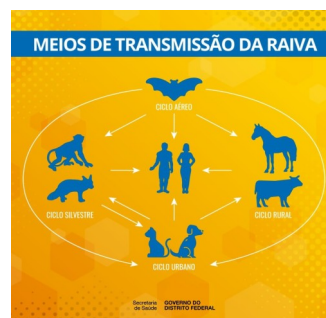 MEIOS DE TRANSMISSÃO DA RAIVA
CICLO AÉREO
CICLO SILVESTRE
CICLO RURAL
CICLO URBANO
Secretaria de Saúde
GOVERNO DO DISTRITO FEDERAL